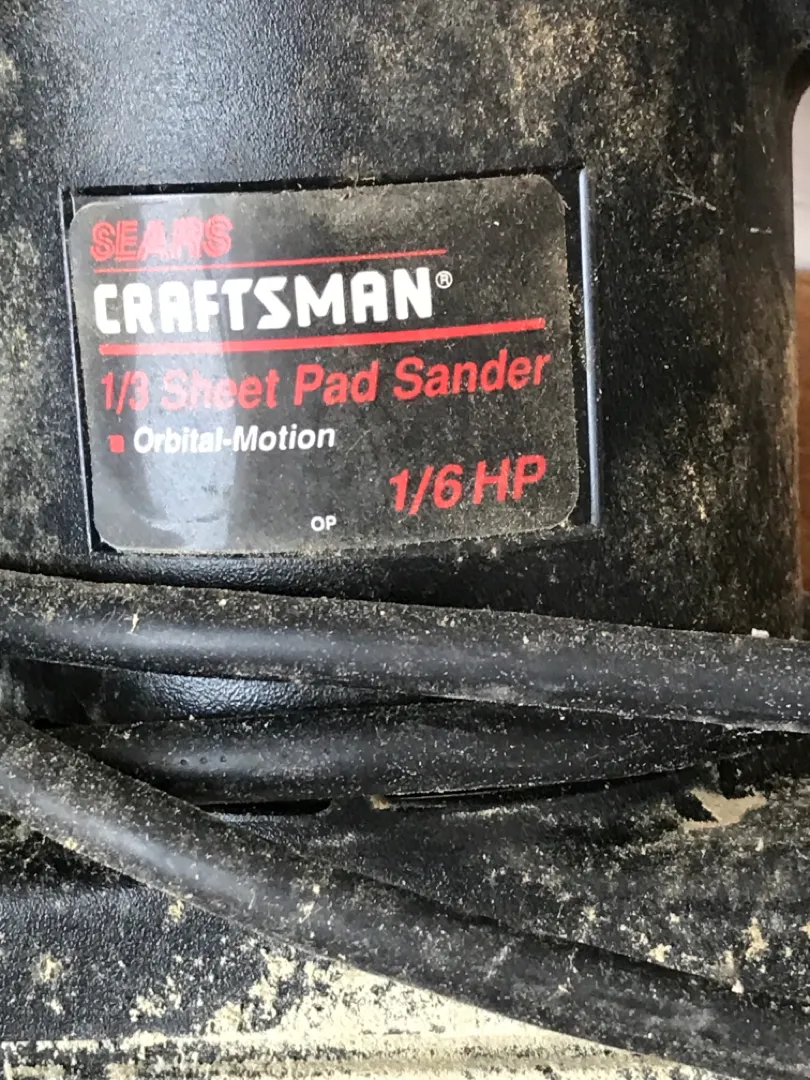 SEARS
CRAFTSMAN®
1/3 Sheet Pad Sander
Orbital-Motion
1/6 HP
OP